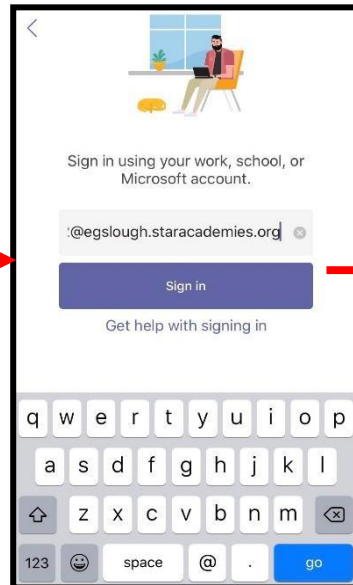 Sign in using your work, school, or
Microsoft account.
:@egslough.staracademies.org
Sign in
Get help with signing in
q w e r t y u i o p
a s d f g h j k l
z x c v b n m
123 space @ . go